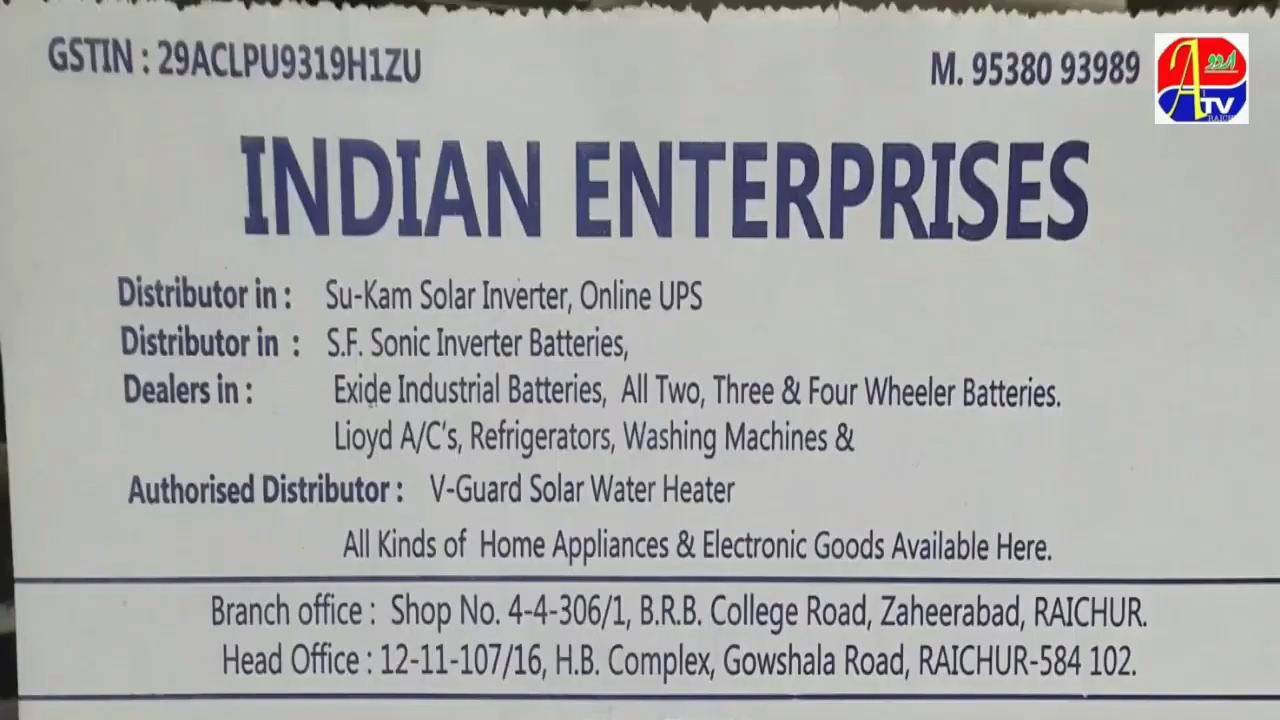 GSTIN : 29ACLPU9319H1ZU
M. 95380 93989
A TV
INDIAN ENTERPRISES
Distributor in : Su-Kam Solar Inverter, Online UPS
Distributor in : S.F. Sonic Inverter Batteries,
Dealers in : Exide Industrial Batteries, All Two, Three & Four Wheeler Batteries.
Lioyd A/C's, Refrigerators, Washing Machines &
Authorised Distributor : V-Guard Solar Water Heater
All Kinds of Home Appliances & Electronic Goods Available Here.
Branch office : Shop No. 4-4-306/1, B.R.B. College Road, Zaheerabad, RAICHUR.
Head Office : 12-11-107/16, H.B. Complex, Gowshala Road, RAICHUR-584 102.